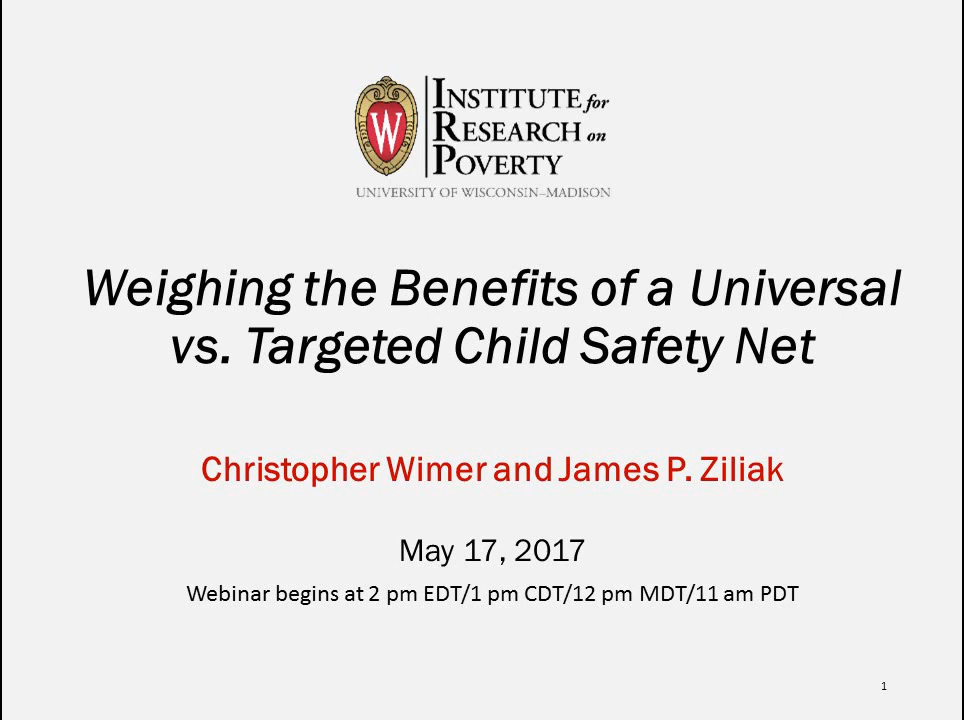 W
INSTITUTE for
RESEARCH on
POVERTY
UNIVERSITY OF WISCONSIN–MADISON
Weighing the Benefits of a Universal
vs. Targeted Child Safety Net
Christopher Wimer and James P. Ziliak
May 17, 2017
Webinar begins at 2 pm EDT/1 pm CDT/12 pm MDT/11 am PDT
1